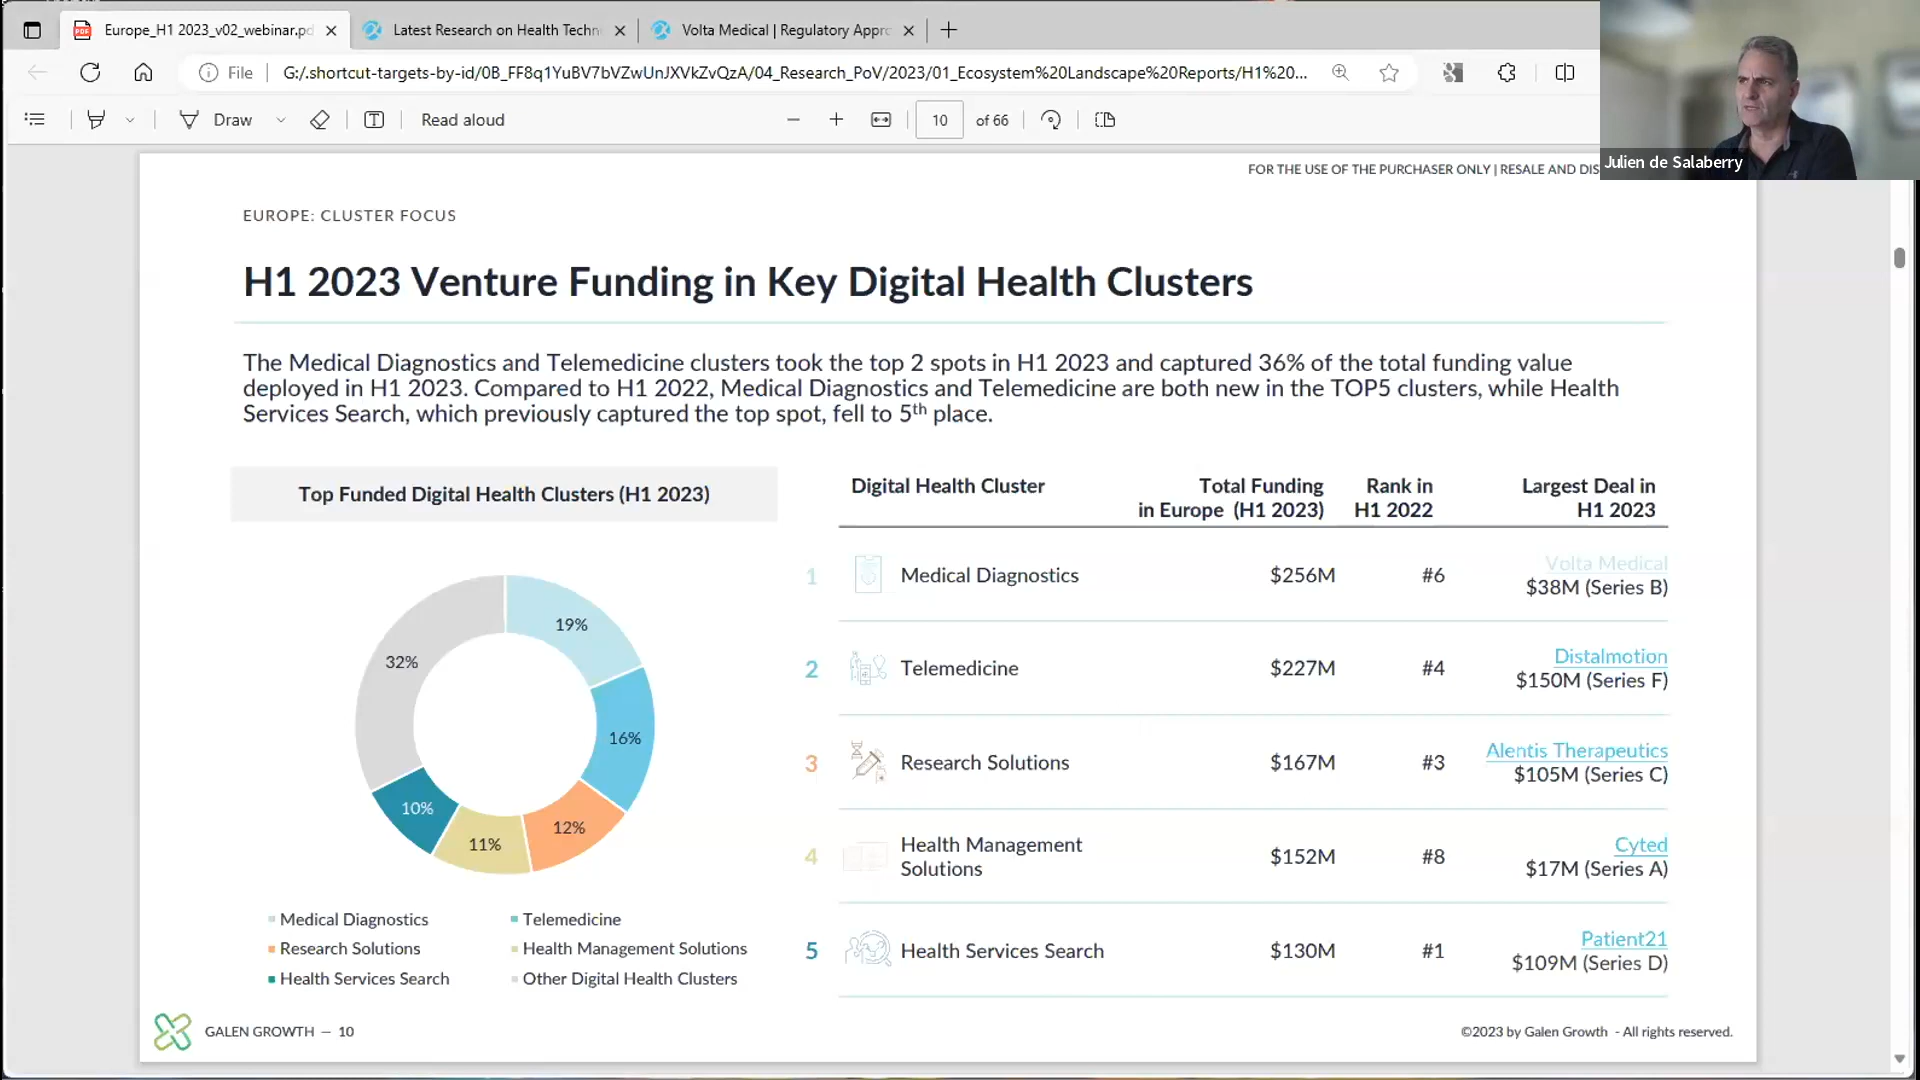 Europe_H1 2023_v02_webinar.pd
Latest Research on Health Techn
Volta Medical | Regulatory Appro
File
G:/.shortcut-targets-by-id/0B_FF8q1YuBV7bVZwUnJXVkZvQzA/04_Research_PoV/2023/01_Ecosystem%20Landscape%20Reports/H1%20...
Draw
Read aloud
10
of 66
Julien de Salaberry
FOR THE USE OF THE PURCHASER ONLY | RESALE AND DIS
EUROPE: CLUSTER FOCUS
H1 2023 Venture Funding in Key Digital Health Clusters
The Medical Diagnostics and Telemedicine clusters took the top 2 spots in H1 2023 and captured 36% of the total funding value
deployed in H1 2023. Compared to H1 2022, Medical Diagnostics and Telemedicine are both new in the TOP5 clusters, while Health
Services Search, which previously captured the top spot, fell to 5th place.
Top Funded Digital Health Clusters (H1 2023)
19%
16%
12%
11%
10%
32%
Medical Diagnostics
Telemedicine
Research Solutions
Health Management Solutions
Health Services Search
Other Digital Health Clusters
Digital Health Cluster
Total Funding
in Europe (H1 2023)
Rank in
H1 2022
Largest Deal in
H1 2023
1
Medical Diagnostics
$256M
#6
Volta Medical
$38M (Series B)
2
Telemedicine
$227M
#4
Distalmotion
$150M (Series F)
3
Research Solutions
$167M
#3
Alentis Therapeutics
$105M (Series C)
4
Health Management
Solutions
$152M
#8
Cyted
$17M (Series A)
5
Health Services Search
$130M
#1
Patient21
$109M (Series D)
GALEN GROWTH — 10
©2023 by Galen Growth - All rights reserved.